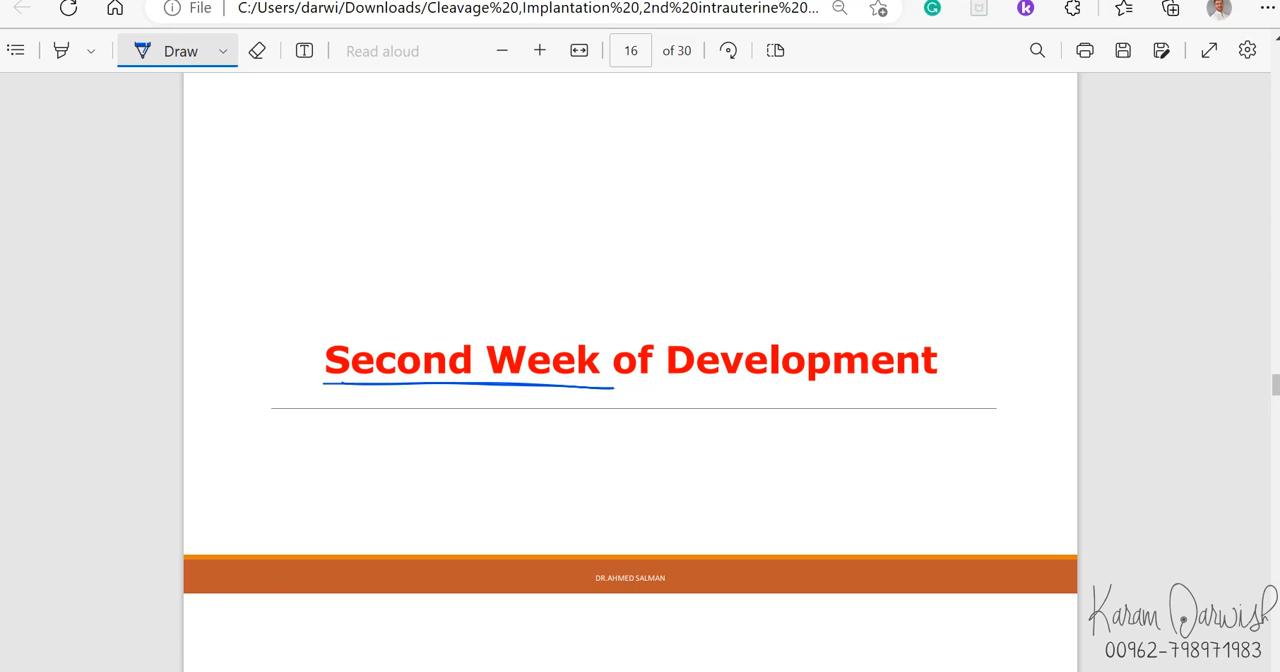 File C:/Users/darwi/Downloads/Cleavage%20,Implantation%20,2nd%20intrauterine%20...
Draw Read aloud 16 of 30
Second Week of Development
DR.AHMED SALMAN
Karam Darwish
00962-798971983